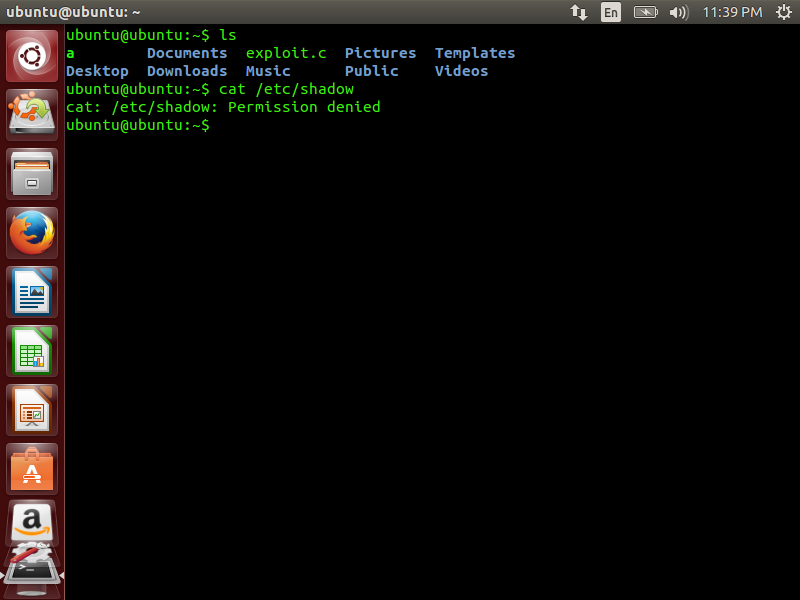 ubuntu@ubuntu: ~ En 11:39 PM
ubuntu@ubuntu:~$ ls
a Documents exploit.c Pictures Templates
Desktop Downloads Music Public Videos
ubuntu@ubuntu:~$ cat /etc/shadow
cat: /etc/shadow: Permission denied
ubuntu@ubuntu:~$
A
a
>_